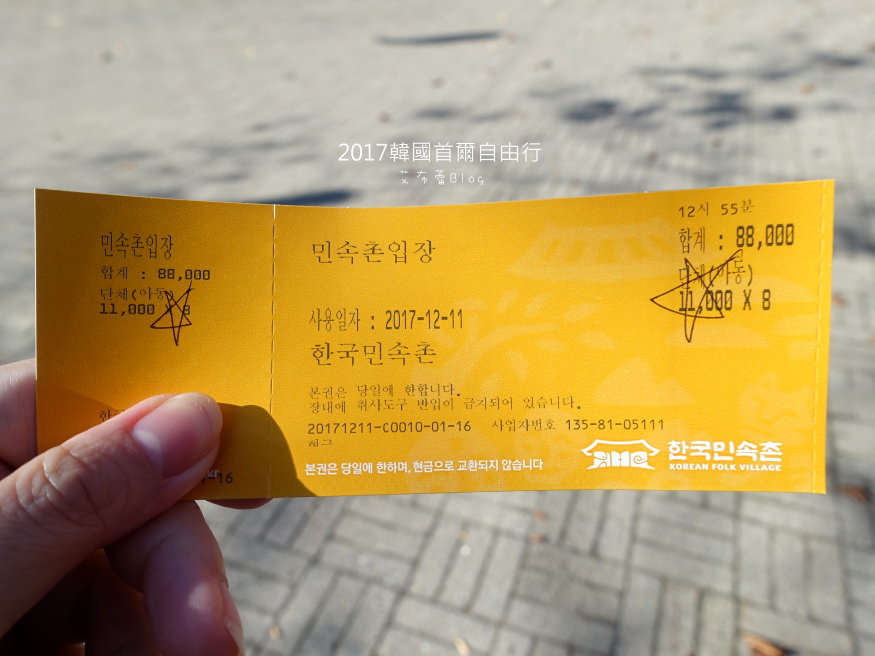 2017韓國首爾自由行
艾布蕾Blog
民속촌입장
합계 : 88,000
단체(아동)
11,000 X 8
-16
민속촌입장
사용일자 : 2017-12-11
한국민속촌
본권은 당일에 한합니다.
장내에 취사도구 반입이 금지되어 있습니다.
20171211-C0010-01-16 사업자번호 135-81-05111
현금
본권은 당일에 한하며, 현금으로 교환되지 않습니다
12시 55분
합계 : 88,000
단체(아동)
11,000 X 8
한국민속촌
KOREAN FOLK VILLAGE